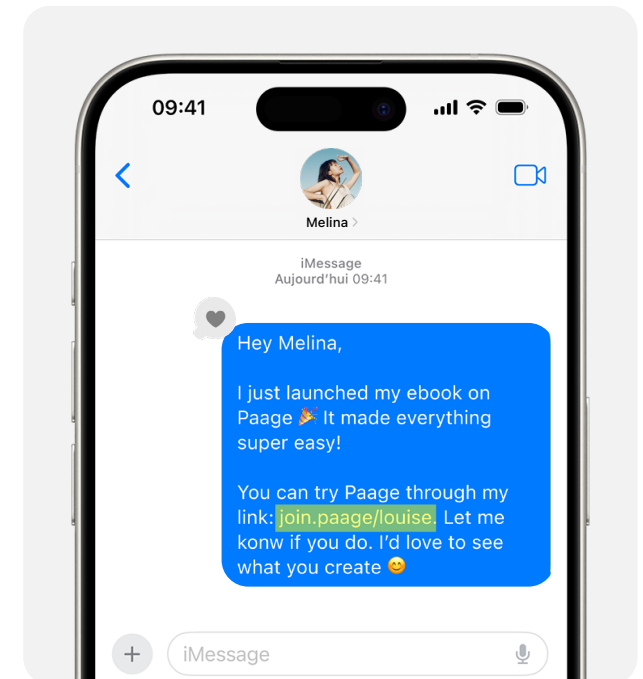 09:41
Melina
iMessage
Aujourd'hui 09:41
Hey Melina,
I just launched my ebook on
Paage 🎉 It made everything
super easy!
You can try Paage through my
link: join.paage/louise. Let me
konw if you do. I'd love to see
what you create 😊
iMessage